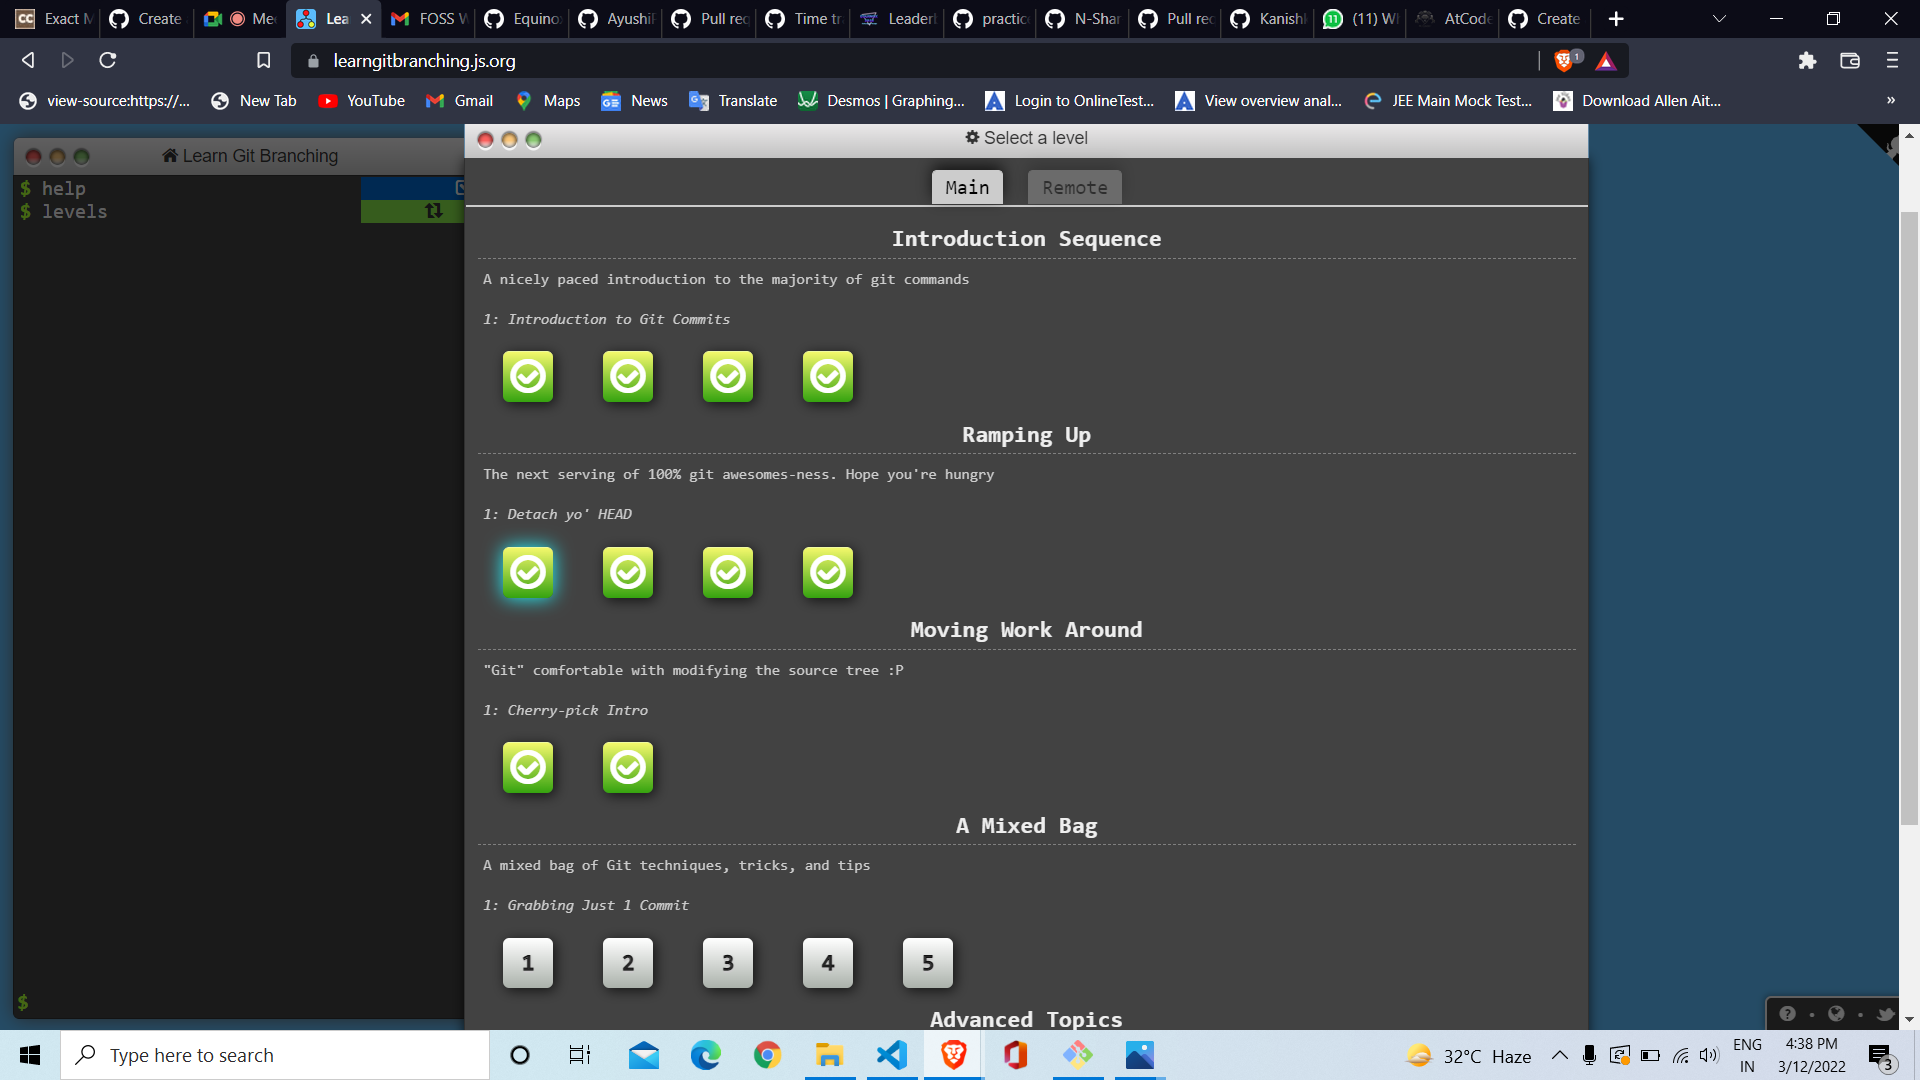 Exact M
Create
Mee
Lea
FOSS W
Equino
AyushiP
Pull req
Time tr
Leaderl
practic
N-Shar
Pull rec
Kanishk
(11) W
AtCode
Create
learngitbranching.js.org
1
view-source:https://...
New Tab
YouTube
Gmail
Maps
News
Translate
Desmos | Graphing...
Login to OnlineTest...
View overview anal...
JEE Main Mock Test...
Download Allen Ait...
»
Learn Git Branching
$ help
$ levels
$
Select a level
Main
Remote
Introduction Sequence
A nicely paced introduction to the majority of git commands
1: Introduction to Git Commits
Ramping Up
The next serving of 100% git awesomes-ness. Hope you're hungry
1: Detach yo' HEAD
Moving Work Around
"Git" comfortable with modifying the source tree :P
1: Cherry-pick Intro
A Mixed Bag
A mixed bag of Git techniques, tricks, and tips
1: Grabbing Just 1 Commit
1 2 3 4 5
Advanced Topics
Type here to search
32°C Haze
ENG
IN
4:38 PM
3/12/2022
3